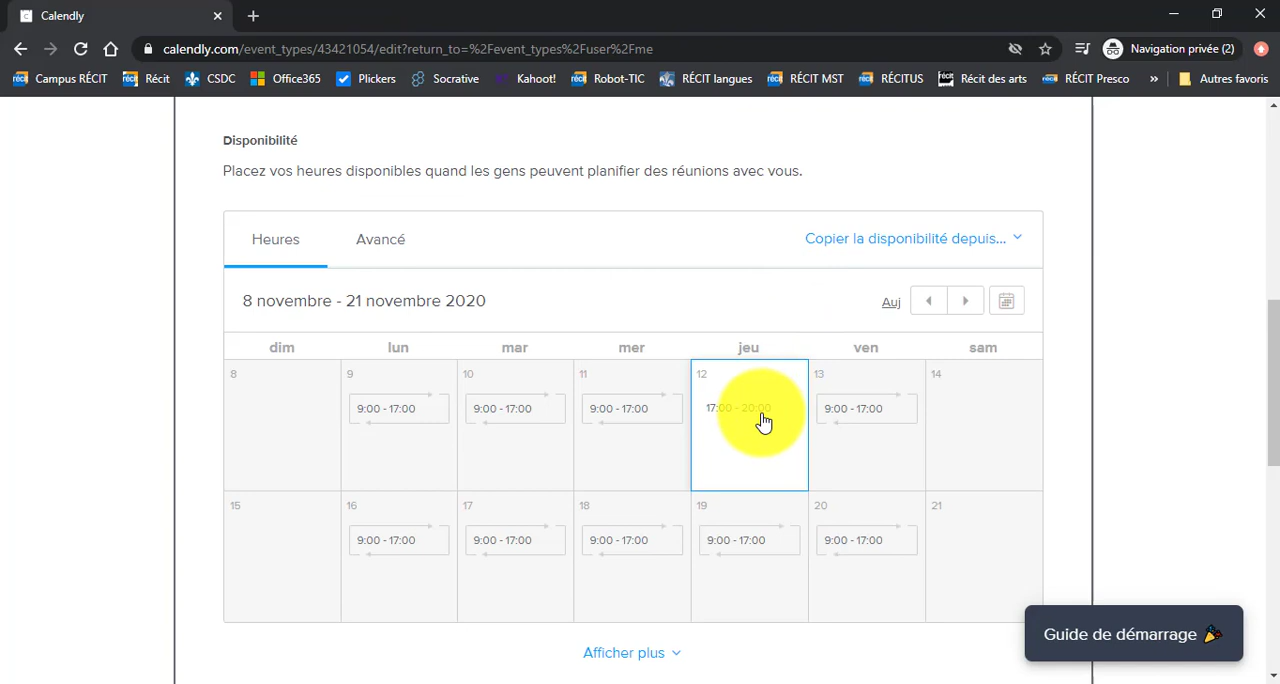 Calendly
calendly.com/event_types/43421054/edit?return_to=%2Fevent_types%2Fuser%2Fme
Navigation privée (2)
Campus RÉCIT
Récit
CSDC
Office365
Plickers
Socrative
Kahoot!
Robot-TIC
RÉCIT langues
RÉCIT MST
RÉCITUS
Récit des arts
RÉCIT Presco
»
Autres favoris
Disponibilité
Placez vos heures disponibles quand les gens peuvent planifier des réunions avec vous.
Heures
Avancé
Copier la disponibilité depuis...
8 novembre - 21 novembre 2020
Auj
dim lun mar mer jeu ven sam
8 9 10 11 12 13 14
9:00 - 17:00 9:00 - 17:00 9:00 - 17:00 17:00 - 20:00 9:00 - 17:00
15 16 17 18 19 20 21
9:00 - 17:00 9:00 - 17:00 9:00 - 17:00 9:00 - 17:00 9:00 - 17:00
Guide de démarrage 🎉
Afficher plus